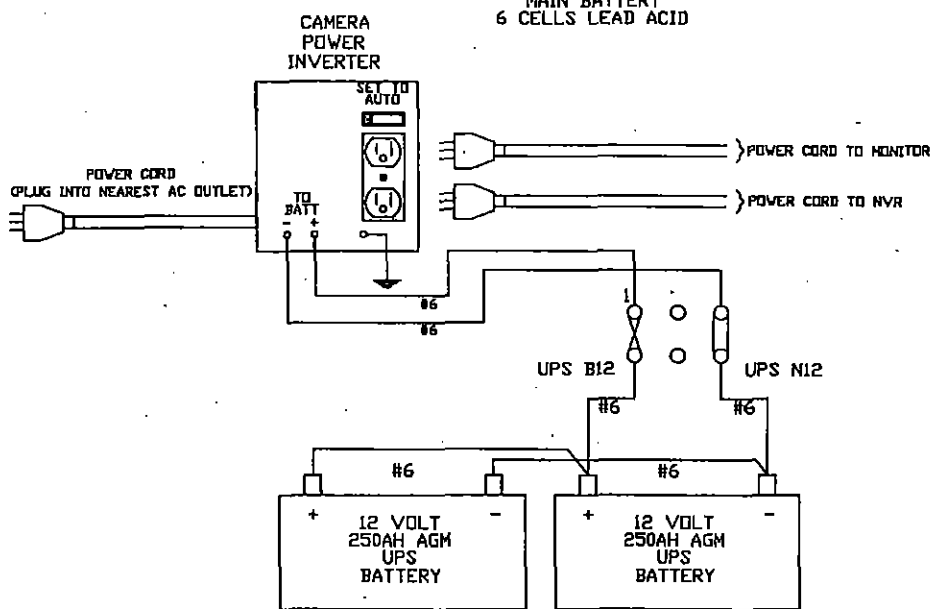 MAIN BATTERY
6 CELLS LEAD ACID
CAMERA
POWER
INVERTER
SET TO
AUTO
POWER CORD TO MONITOR
POWER CORD
(PLUG INTO NEAREST AC OUTLET)
POWER CORD TO NVR
TO
BATT
- +
#6
#6
1
UPS B12
UPS N12
#6
#6
#6
#6
+ -
12 VOLT
250AH AGM
UPS
BATTERY
+ -
12 VOLT
250AH AGM
UPS
BATTERY